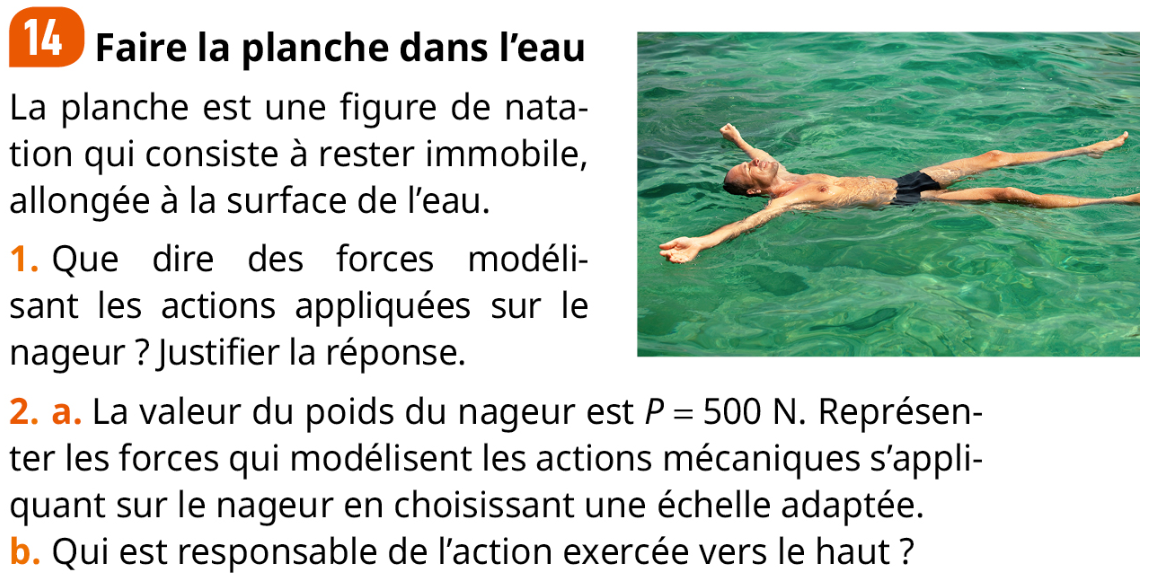 14 Faire la planche dans l'eau
La planche est une figure de nata-
tion qui consiste à rester immobile,
allongée à la surface de l'eau.
1. Que dire des forces modéli-
sant les actions appliquées sur le
nageur ? Justifier la réponse.
2. a. La valeur du poids du nageur est P = 500 N. Représen-
ter les forces qui modélisent les actions mécaniques s'appli-
quant sur le nageur en choisissant une échelle adaptée.
b. Qui est responsable de l'action exercée vers le haut ?